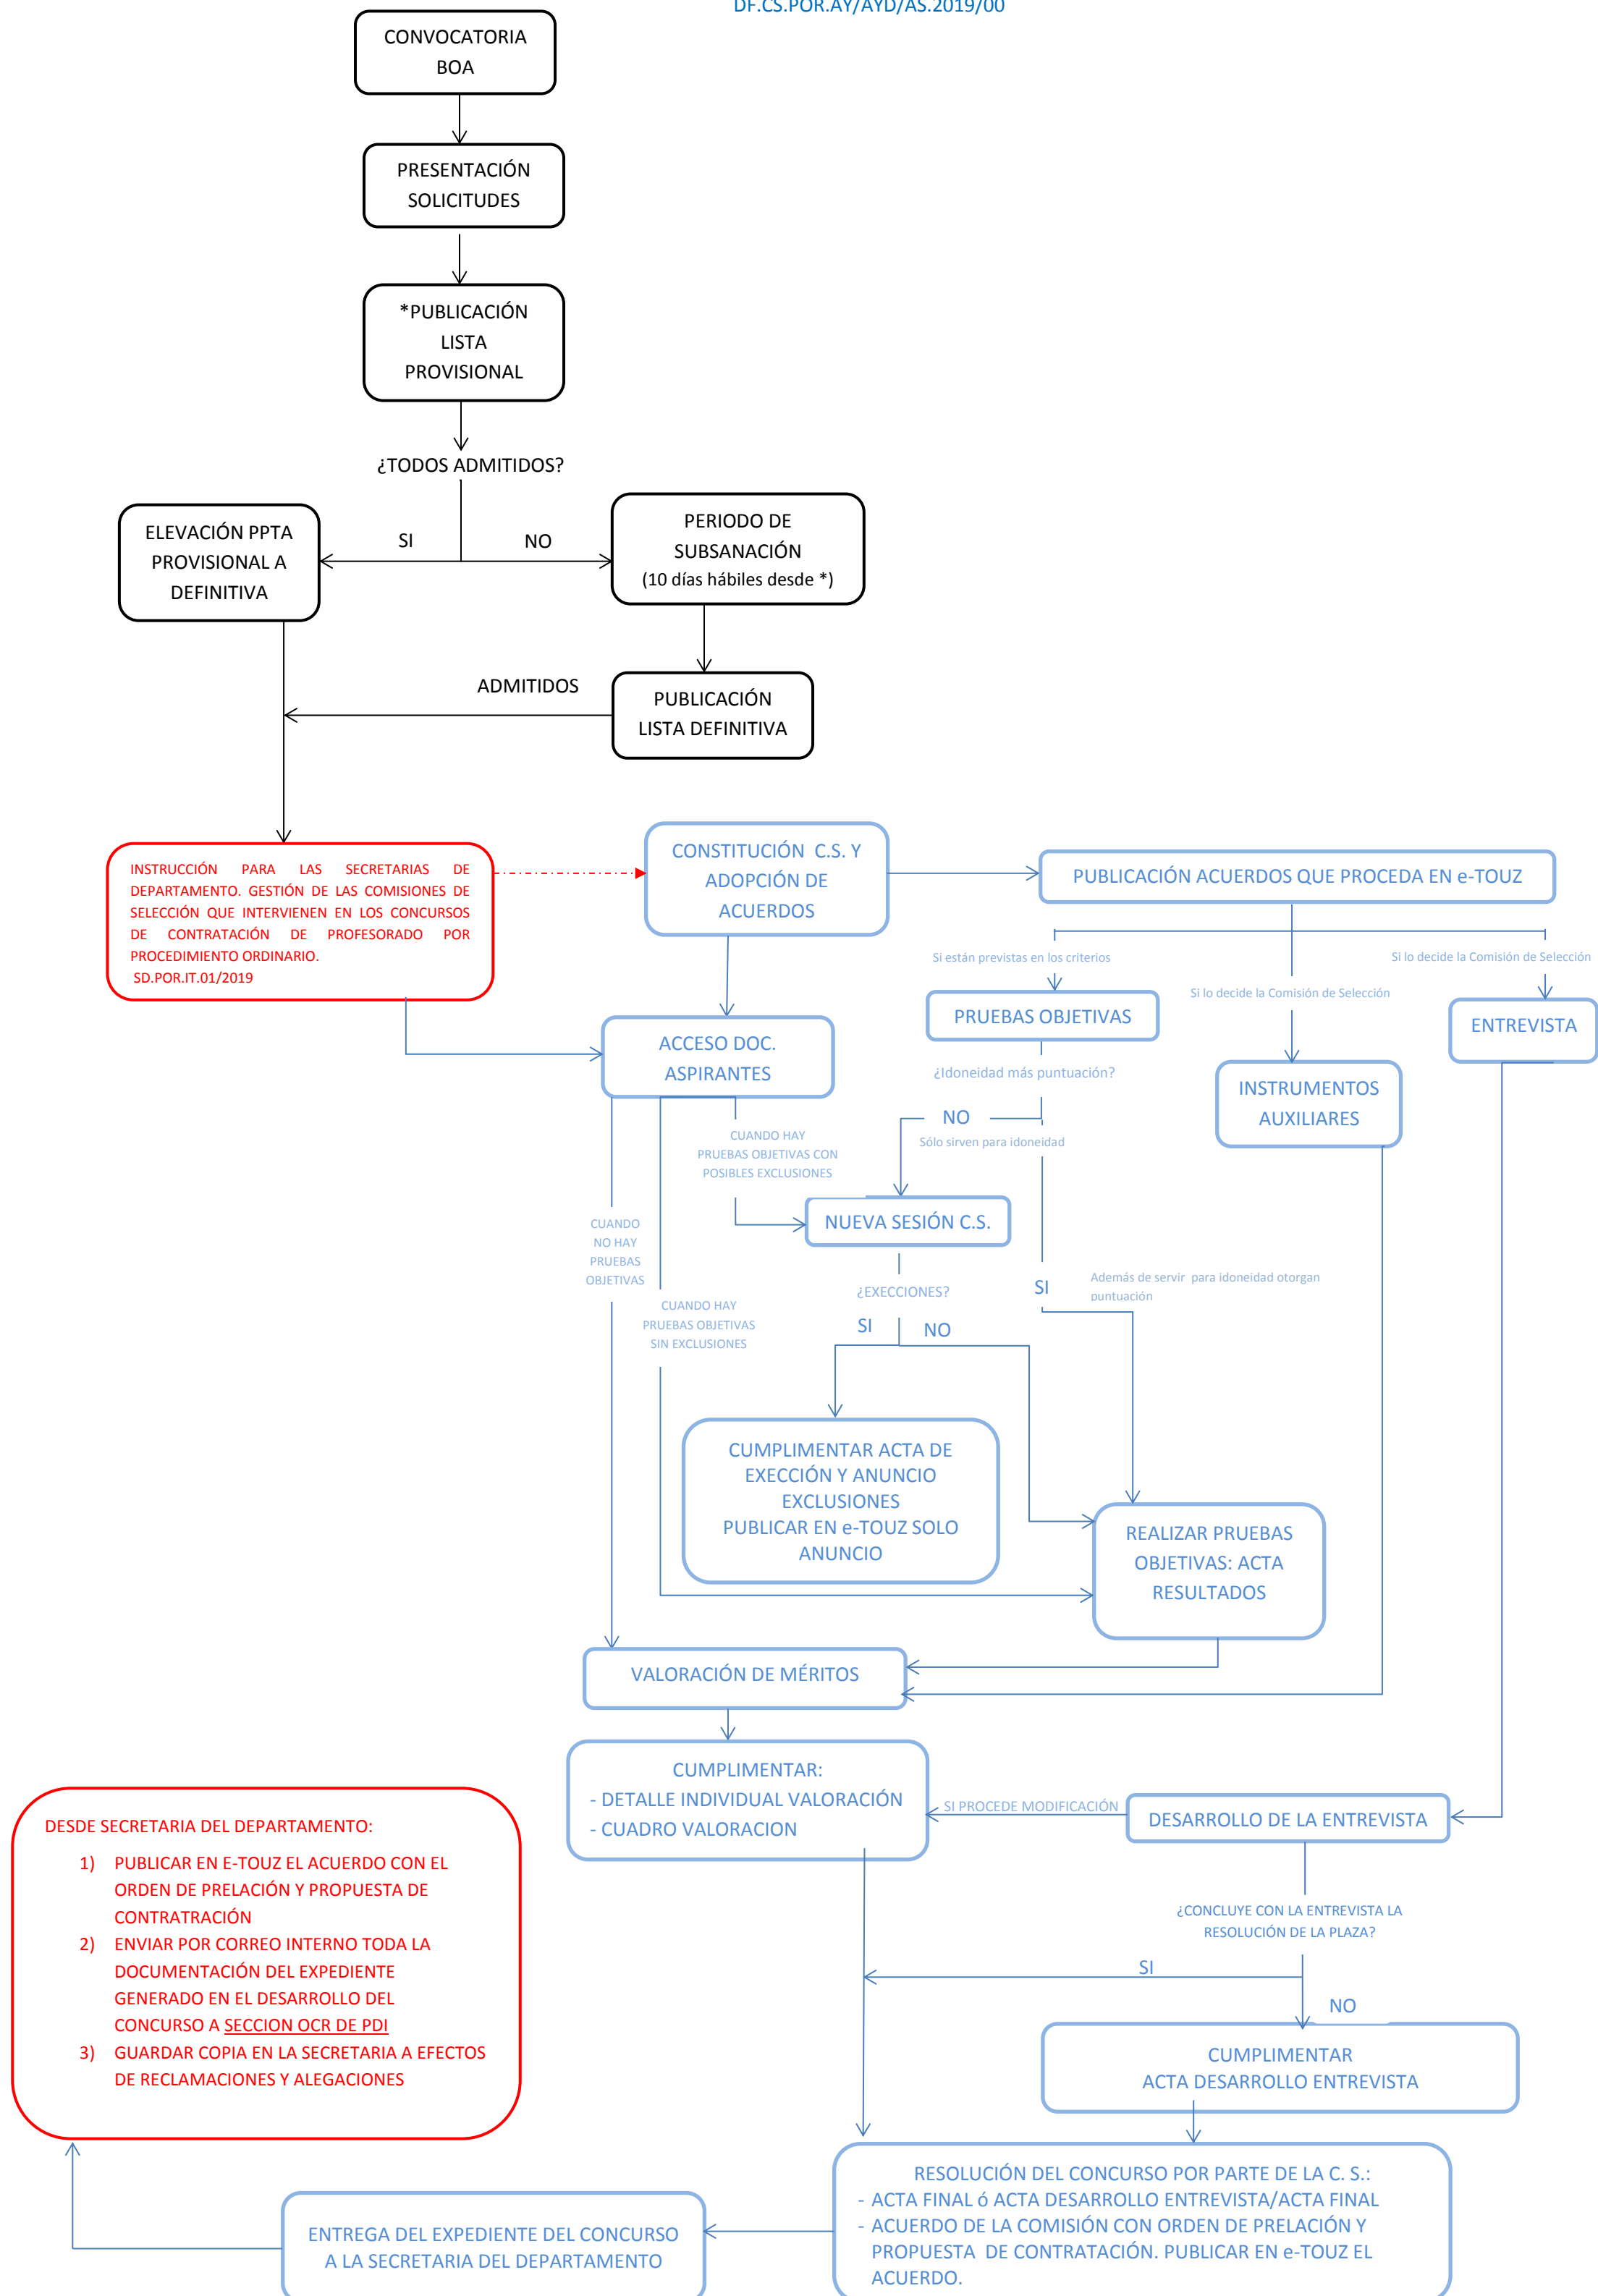 DF.CS.POR.AY/AYD/AS.2019/00
CONVOCATORIA
BOA
PRESENTACIÓN
SOLICITUDES
*PUBLICACIÓN
LISTA
PROVISIONAL
¿TODOS ADMITIDOS?
ELEVACIÓN PPTA
PROVISIONAL A
DEFINITIVA
SI
NO
PERIODO DE
SUBSANACIÓN
(10 días hábiles desde *)
ADMITIDOS
PUBLICACIÓN
LISTA DEFINITIVA
INSTRUCCIÓN PARA LAS SECRETARIAS DE
DEPARTAMENTO. GESTIÓN DE LAS COMISIONES DE
SELECCIÓN QUE INTERVIENEN EN LOS CONCURSOS
DE CONTRATACIÓN DE PROFESORADO POR
PROCEDIMIENTO ORDINARIO.
SD.POR.IT.01/2019
CONSTITUCIÓN C.S. Y
ADOPCIÓN DE
ACUERDOS
PUBLICACIÓN ACUERDOS QUE PROCEDA EN e-TOUZ
Si están previstas en los criterios
Si lo decide la Comisión de Selección
Si lo decide la Comisión de Selección
PRUEBAS OBJETIVAS
ENTREVISTA
ACCESO DOC.
ASPIRANTES
¿Idoneidad más puntuación?
INSTRUMENTOS
AUXILIARES
NO
Sólo sirven para idoneidad
CUANDO HAY
PRUEBAS OBJETIVAS CON
POSIBLES EXCLUSIONES
NUEVA SESIÓN C.S.
CUANDO
NO HAY
PRUEBAS
OBJETIVAS
¿EXECCIONES?
SI
Además de servir para idoneidad otorgan
puntuación
CUANDO HAY
PRUEBAS OBJETIVAS
SIN EXCLUSIONES
SI
NO
CUMPLIMENTAR ACTA DE
EXECCIÓN Y ANUNCIO
EXCLUSIONES
PUBLICAR EN e-TOUZ SOLO
ANUNCIO
REALIZAR PRUEBAS
OBJETIVAS: ACTA
RESULTADOS
VALORACIÓN DE MÉRITOS
CUMPLIMENTAR:
- DETALLE INDIVIDUAL VALORACIÓN
- CUADRO VALORACION
SI PROCEDE MODIFICACIÓN
DESARROLLO DE LA ENTREVISTA
¿CONCLUYE CON LA ENTREVISTA LA
RESOLUCIÓN DE LA PLAZA?
SI
NO
CUMPLIMENTAR
ACTA DESARROLLO ENTREVISTA
DESDE SECRETARIA DEL DEPARTAMENTO:
1) PUBLICAR EN E-TOUZ EL ACUERDO CON EL
ORDEN DE PRELACIÓN Y PROPUESTA DE
CONTRATRACIÓN
2) ENVIAR POR CORREO INTERNO TODA LA
DOCUMENTACIÓN DEL EXPEDIENTE
GENERADO EN EL DESARROLLO DEL
CONCURSO A SECCION OCR DE PDI
3) GUARDAR COPIA EN LA SECRETARIA A EFECTOS
DE RECLAMACIONES Y ALEGACIONES
RESOLUCIÓN DEL CONCURSO POR PARTE DE LA C. S.:
- ACTA FINAL ó ACTA DESARROLLO ENTREVISTA/ACTA FINAL
- ACUERDO DE LA COMISIÓN CON ORDEN DE PRELACIÓN Y
PROPUESTA DE CONTRATACIÓN. PUBLICAR EN e-TOUZ EL
ACUERDO.
ENTREGA DEL EXPEDIENTE DEL CONCURSO
A LA SECRETARIA DEL DEPARTAMENTO